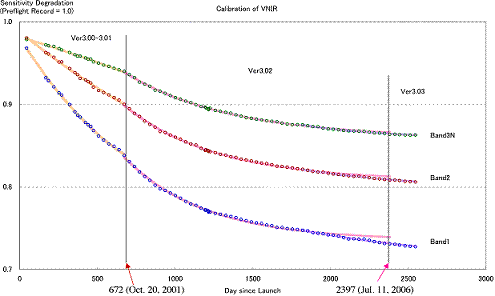 Sensitivity Degradation
(Preflight Record = 1.0)
Calibration of VNIR
1.0
Ver3.00-3.01
Ver3.02
Ver3.03
0.9
Band3N
Band2
0.8
Band1
0.7
0 500 1000 1500 2000 2500 3000
672 (Oct. 20, 2001)
Day since Launch
2397 (Jul. 11, 2006)